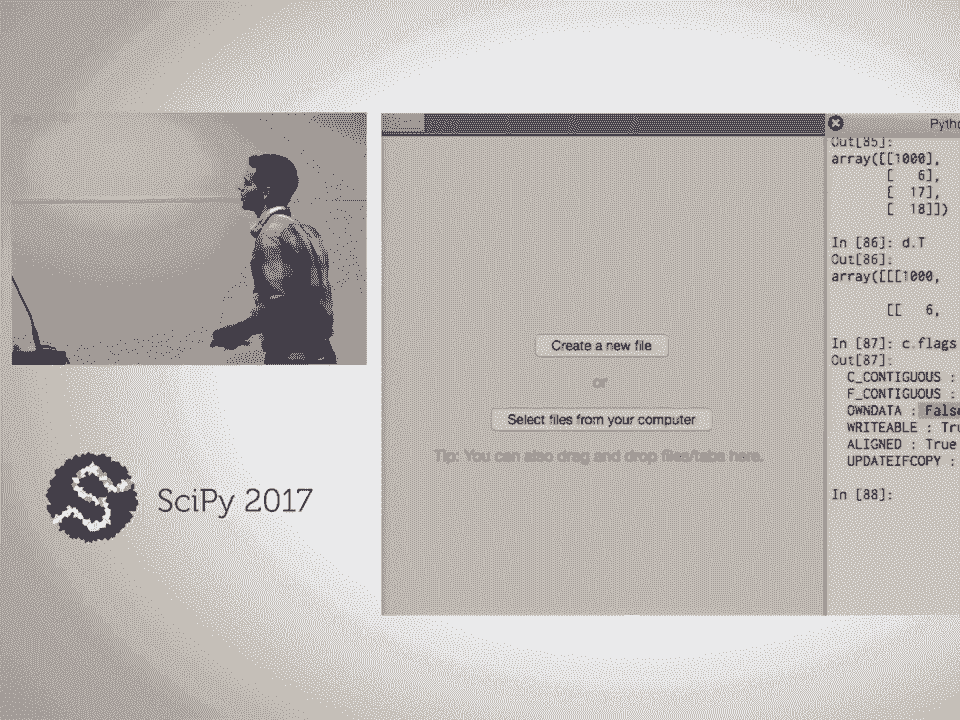 SciPy 2017
Create a new file
or
Select files from your computer
Tip: You can also drag and drop files/tabs here.
Pytho
Out[85]:
array([[1000],
[ 6],
[ 17],
[ 18]])
In [86]: d.T
Out[86]:
array([[[1000,
[[ 6,
In [87]: c.flags
Out[87]:
C_CONTIGUOUS :
F_CONTIGUOUS :
OWNDATA : False
WRITEABLE : Tru
ALIGNED : True
UPDATEIFCOPY :
In [88]: